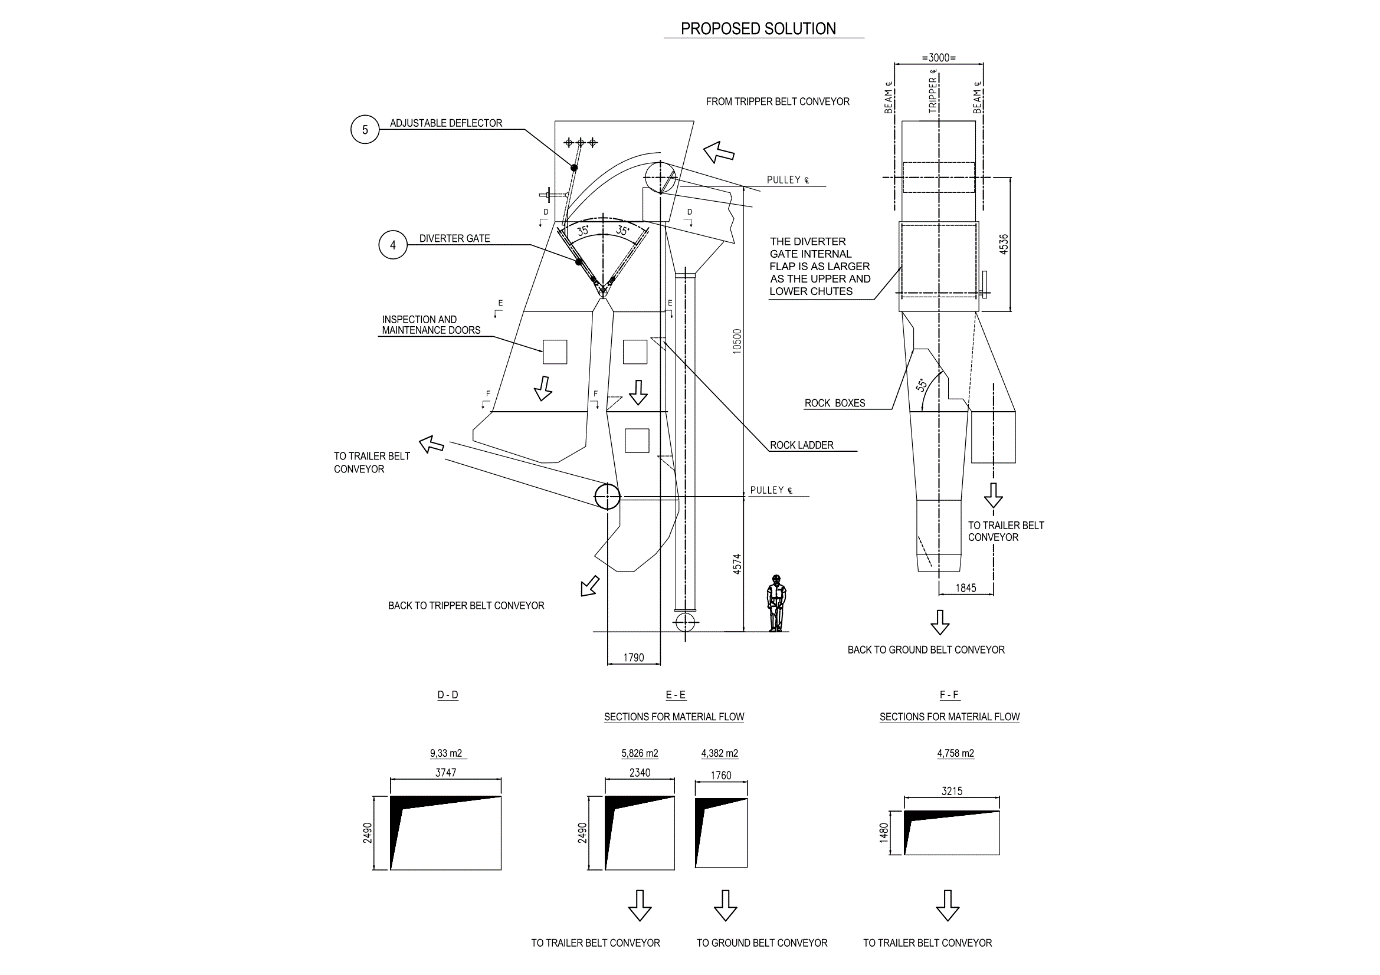 PROPOSED SOLUTION
=3000=
BEAM ℄
TRIPPER ℄
BEAM ℄
FROM TRIPPER BELT CONVEYOR
5
ADJUSTABLE DEFLECTOR
PULLEY ℄
D
D
35°
35°
4
DIVERTER GATE
THE DIVERTER
GATE INTERNAL
FLAP IS AS LARGER
AS THE UPPER AND
LOWER CHUTES
4536
E
E
INSPECTION AND
MAINTENANCE DOORS
10500
F
F
55°
ROCK BOXES
ROCK LADDER
TO TRAILER BELT
CONVEYOR
PULLEY ℄
TO TRAILER BELT
CONVEYOR
4574
1845
BACK TO TRIPPER BELT CONVEYOR
BACK TO GROUND BELT CONVEYOR
1790
D - D
E - E
F - F
SECTIONS FOR MATERIAL FLOW
SECTIONS FOR MATERIAL FLOW
9,33 m2
5,826 m2
4,382 m2
4,758 m2
3747
2340
1760
3215
2490
2490
1480
TO TRAILER BELT CONVEYOR
TO GROUND BELT CONVEYOR
TO TRAILER BELT CONVEYOR